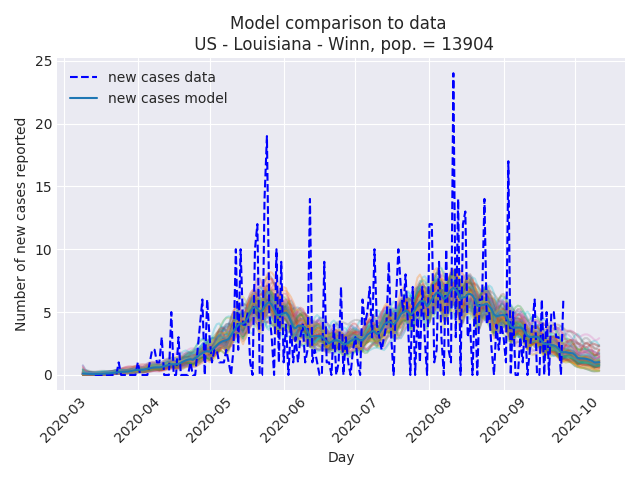 Model comparison to data
US - Louisiana - Winn, pop. = 13904
new cases data
new cases model
Number of new cases reported
25
20
15
10
5
0
2020-03
2020-04
2020-05
2020-06
2020-07
2020-08
2020-09
2020-10
Day